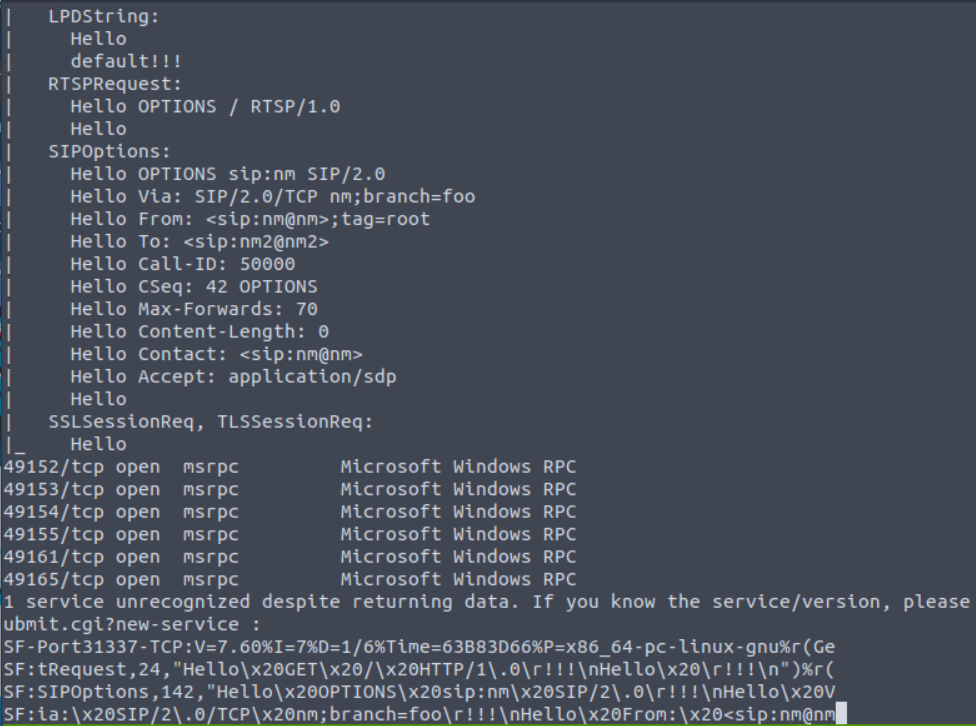 |   LPDString:
|     Hello
|     default!!!
|   RTSPRequest:
|     Hello OPTIONS / RTSP/1.0
|     Hello
|   SIPOptions:
|     Hello OPTIONS sip:nm SIP/2.0
|     Hello Via: SIP/2.0/TCP nm;branch=foo
|     Hello From: <sip:nm@nm>;tag=root
|     Hello To: <sip:nm2@nm2>
|     Hello Call-ID: 50000
|     Hello CSeq: 42 OPTIONS
|     Hello Max-Forwards: 70
|     Hello Content-Length: 0
|     Hello Contact: <sip:nm@nm>
|     Hello Accept: application/sdp
|     Hello
|   SSLSessionReq, TLSSessionReq:
|_    Hello
49152/tcp open  msrpc         Microsoft Windows RPC
49153/tcp open  msrpc         Microsoft Windows RPC
49154/tcp open  msrpc         Microsoft Windows RPC
49155/tcp open  msrpc         Microsoft Windows RPC
49161/tcp open  msrpc         Microsoft Windows RPC
49165/tcp open  msrpc         Microsoft Windows RPC
1 service unrecognized despite returning data. If you know the service/version, please
ubmit.cgi?new-service :
SF-Port31337-TCP:V=7.60%I=7%D=1/6%Time=63B83D66%P=x86_64-pc-linux-gnu%r(Ge
SF:tRequest,24,"Hello\x20GET\x20/\x20HTTP/1\.0\r!!!\nHello\x20\r!!!\n")%r(
SF:SIPOptions,142,"Hello\x20OPTIONS\x20sip:nm\x20SIP/2\.0\r!!!\nHello\x20V
SF:ia:\x20SIP/2\.0/TCP\x20nm;branch=foo\r!!!\nHello\x20From:\x20<sip:nm@nm